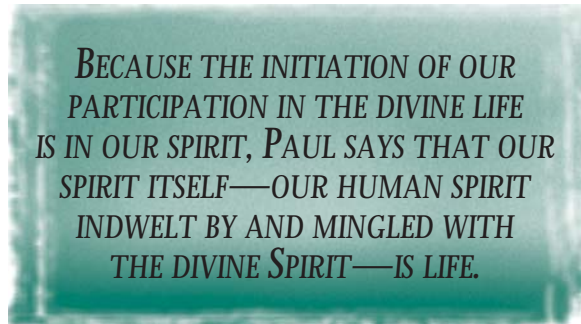 BECAUSE THE INITIATION OF OUR
PARTICIPATION IN THE DIVINE LIFE
IS IN OUR SPIRIT, PAUL SAYS THAT OUR
SPIRIT ITSELF—OUR HUMAN SPIRIT
INDWELT BY AND MINGLED WITH
THE DIVINE SPIRIT—IS LIFE.